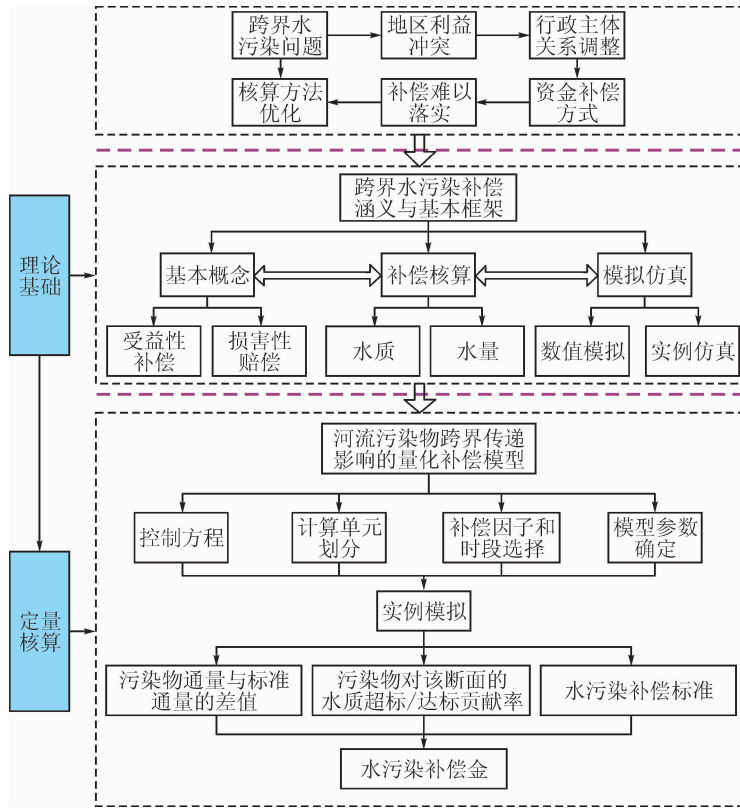 跨界水
污染问题
地区利益
冲突
行政主体
关系调整
核算方法
优化
补偿难以
落实
资金补偿
方式
理论
基础
跨界水污染补偿
涵义与基本框架
基本概念
补偿核算
模拟仿真
受益性
补偿
损害性
赔偿
水质
水量
数值模拟
实例仿真
定量
核算
河流污染物跨界传递
影响的量化补偿模型
控制方程
计算单元
划分
补偿因子和
时段选择
模型参数
确定
实例模拟
污染物通量与标准
通量的差值
污染物对该断面的
水质超标/达标贡献率
水污染补偿标准
水污染补偿金